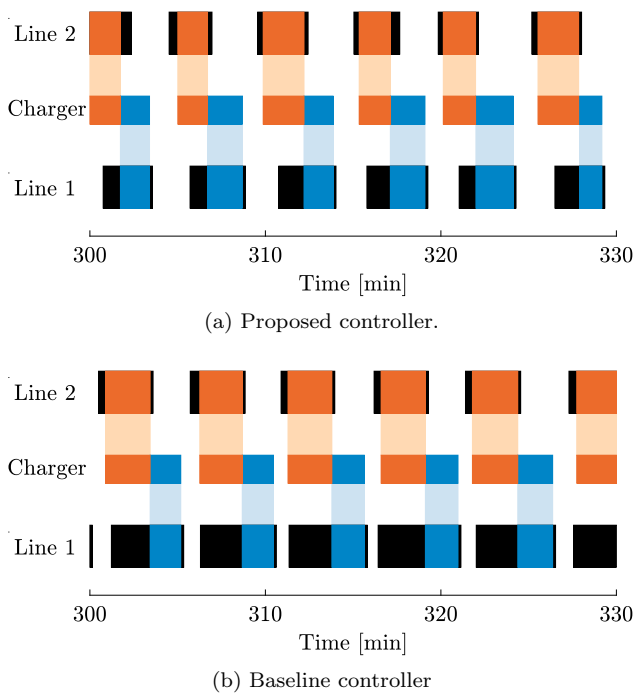 Line 2
Charger
Line 1
300 310 320 330
Time [min]
(a) Proposed controller.
Line 2
Charger
Line 1
300 310 320 330
Time [min]
(b) Baseline controller